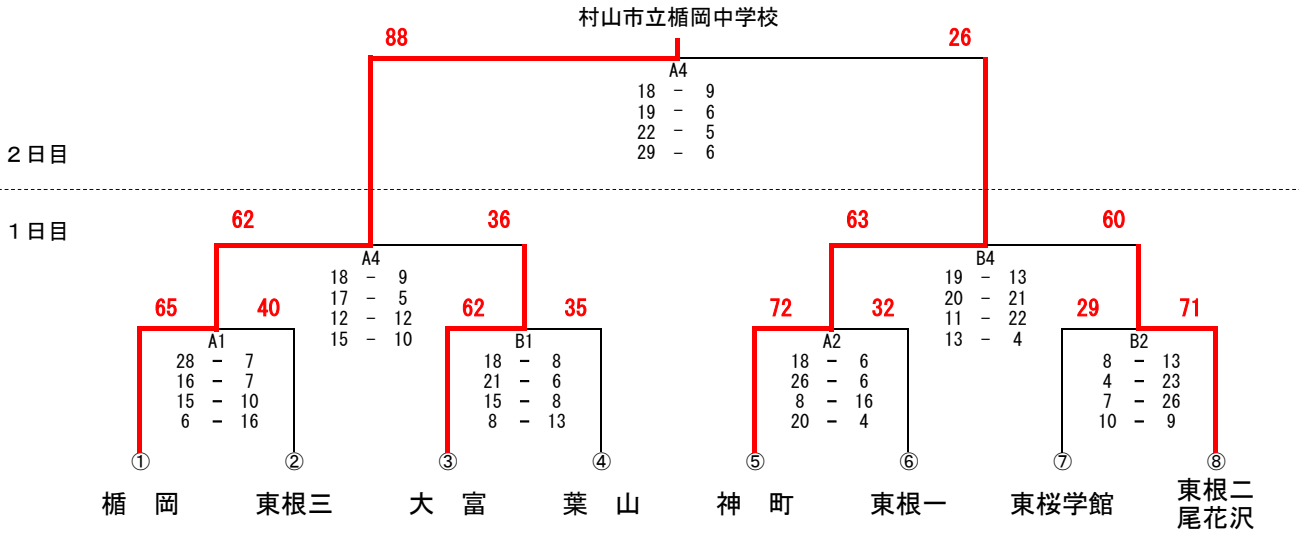 村山市立楯岡中学校
88 26
A4
18 - 9
19 - 6
22 - 5
29 - 6
２日目
１日目
62 36 63 60
A4 B4
18 - 9 19 - 13
17 - 5 20 - 21
12 - 12 11 - 22
15 - 10 13 - 4
65 40 62 35 72 32 29 71
A1 B1 A2 B2
28 - 7 18 - 8 18 - 6 8 - 13
16 - 7 21 - 6 26 - 6 4 - 23
15 - 10 15 - 8 8 - 16 7 - 26
6 - 16 8 - 13 20 - 4 10 - 9
① ② ③ ④ ⑤ ⑥ ⑦ ⑧
楯　岡 東根三 大　富 葉　山 神　町 東根一 東桜学館 東根二
尾花沢